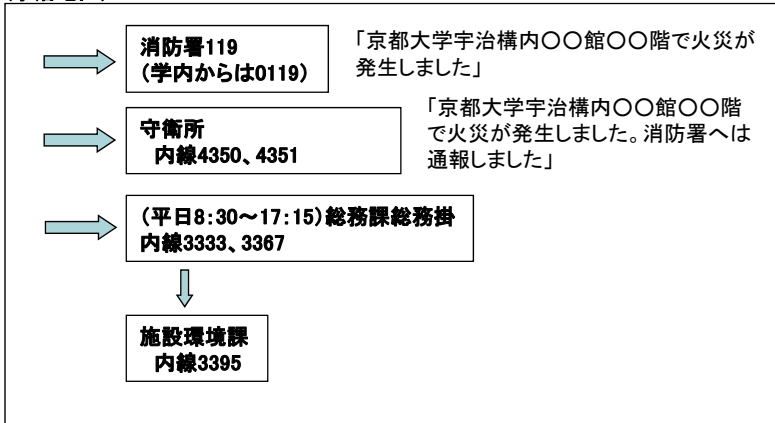 消防署119
(学内からは0119)
「京都大学宇治構内〇〇館〇〇階で火災が
発生しました」
守衛所
内線4350、4351
「京都大学宇治構内〇〇館〇〇階
で火災が発生しました。消防署へは
通報しました」
(平日8:30～17:15)総務課総務掛
内線3333、3367
施設環境課
内線3395